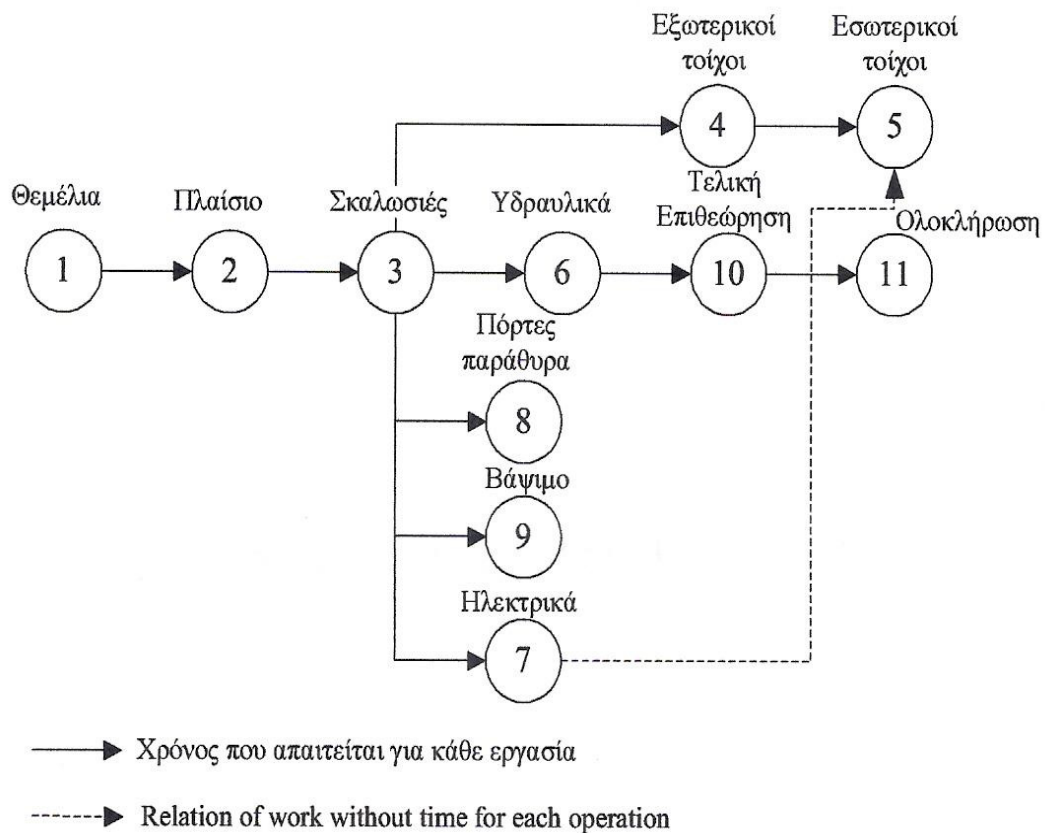 Εξωτερικοί
τοίχοι
Εσωτερικοί
τοίχοι
4
5
Θεμέλια
Πλαίσιο
Σκαλωσιές
Υδραυλικά
Τελική
Επιθεώρηση
Ολοκλήρωση
1
2
3
6
10
11
Πόρτες
παράθυρα
8
Βάψιμο
9
Ηλεκτρικά
7
Χρόνος που απαιτείται για κάθε εργασία
Relation of work without time for each operation